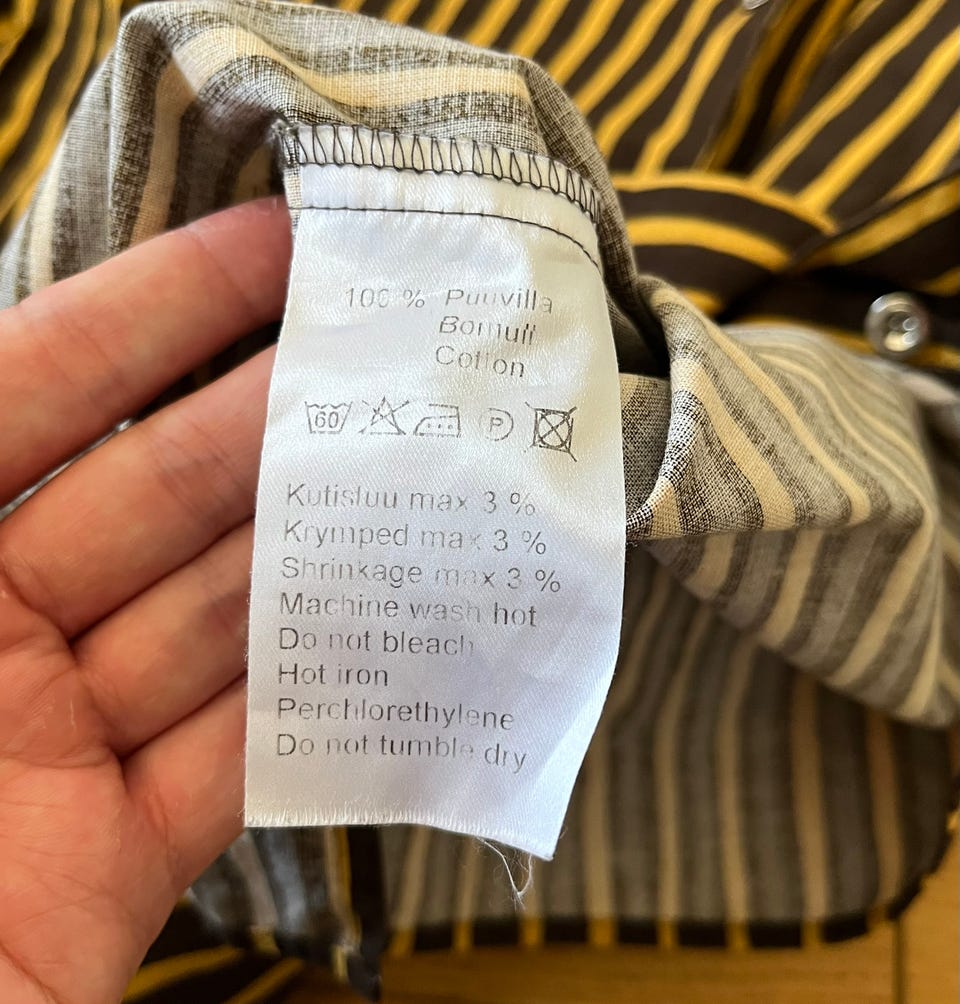 100 % Puuvilla
Bomull
Cotton
60 P
Kutistuu max 3 %
Krymped max 3 %
Shrinkage max 3 %
Machine wash hot
Do not bleach
Hot iron
Perchlorethylene
Do not tumble dry